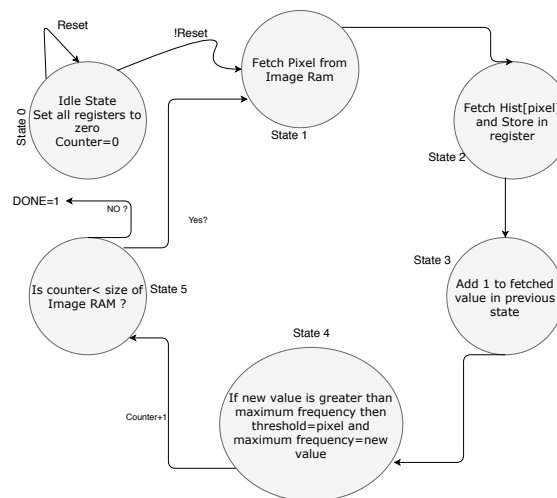 Reset
!Reset
State 0
Idle State
Set all registers to
zero
Counter=0
Fetch Pixel from
Image Ram
State 1
Fetch Hist[pixel]
and Store in
register
State 2
State 3
Add 1 to fetched
value in previous
state
State 4
If new value is greater than
maximum frequency then
threshold=pixel and
maximum frequency=new
value
Counter+1
Is counter< size of
Image RAM ?
State 5
DONE=1
NO ?
Yes?